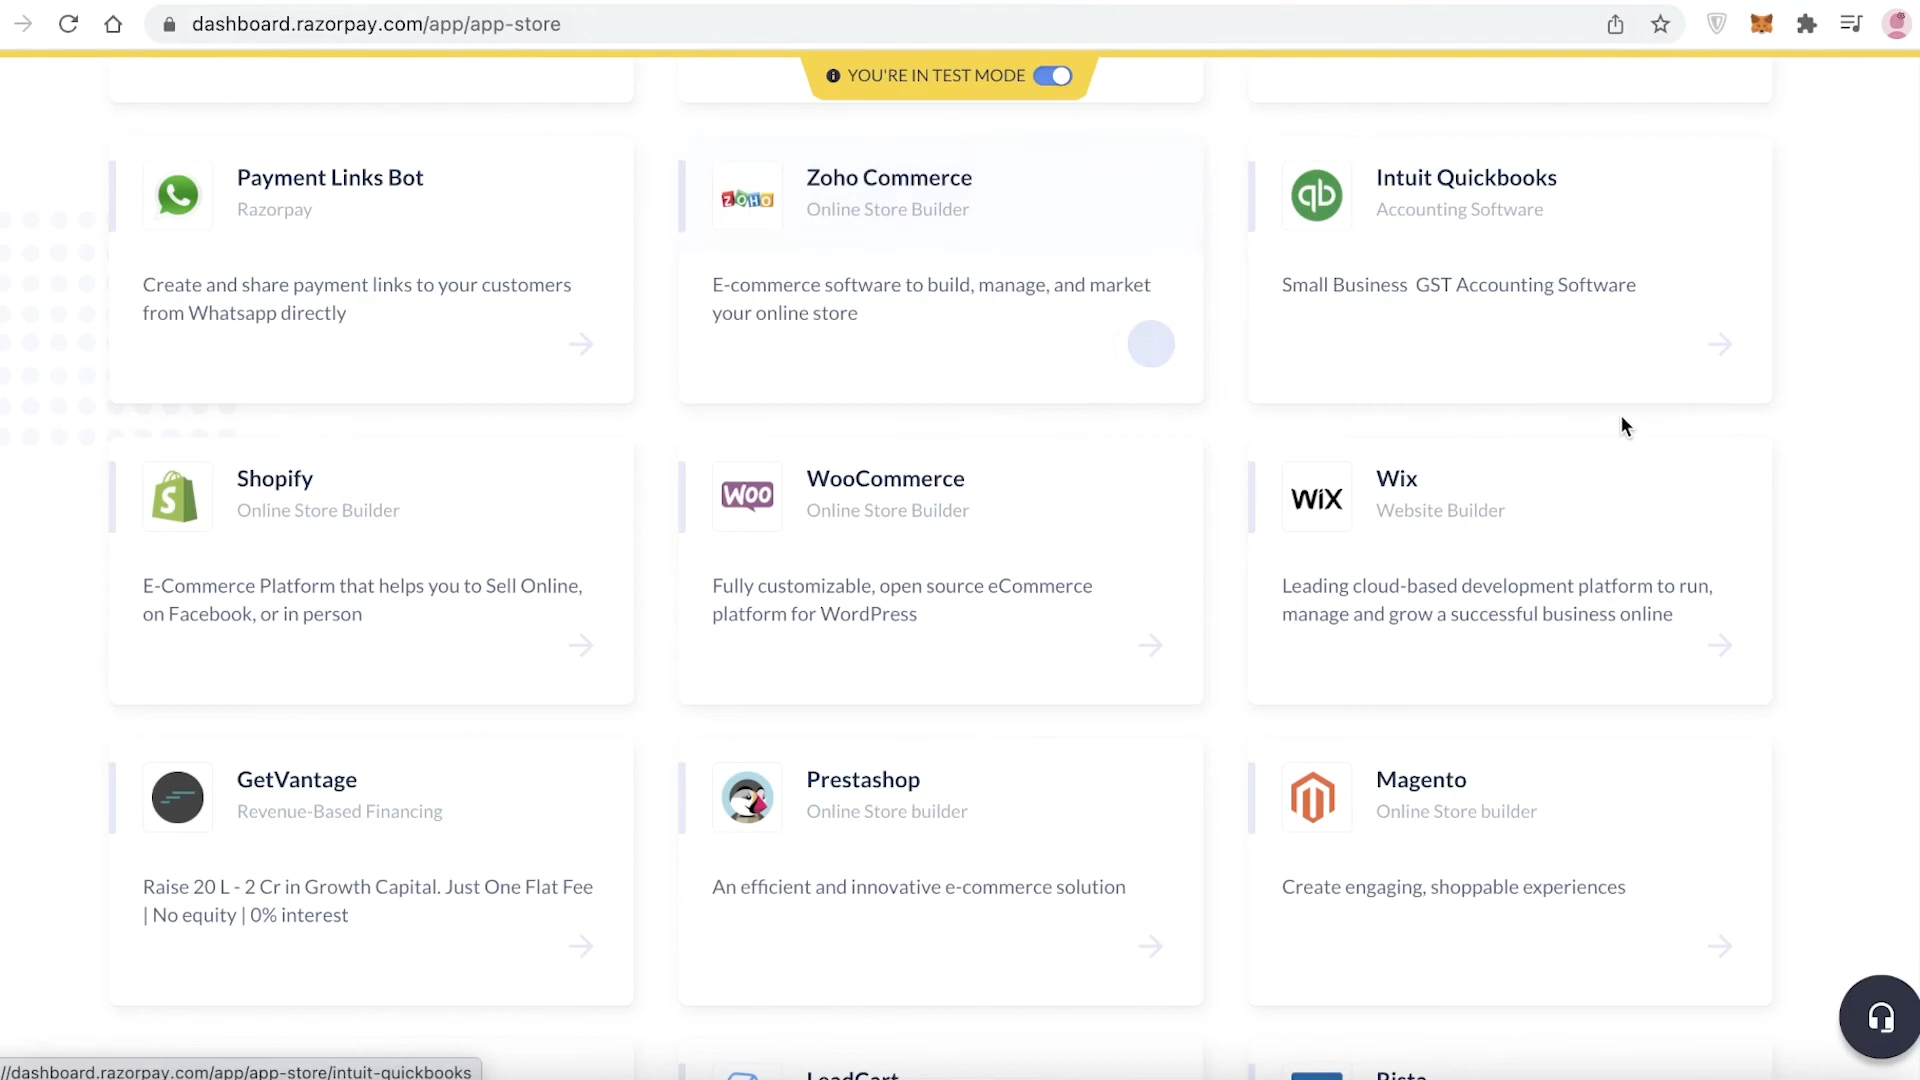 dashboard.razorpay.com/app/app-store
YOU'RE IN TEST MODE
Payment Links Bot
Razorpay
Create and share payment links to your customers
from Whatsapp directly
ZOHO
Zoho Commerce
Online Store Builder
E-commerce software to build, manage, and market
your online store
qb
Intuit Quickbooks
Accounting Software
Small Business GST Accounting Software
S
Shopify
Online Store Builder
E-Commerce Platform that helps you to Sell Online,
on Facebook, or in person
WOO
WooCommerce
Online Store Builder
Fully customizable, open source eCommerce
platform for WordPress
WiX
Wix
Website Builder
Leading cloud-based development platform to run,
manage and grow a successful business online
GetVantage
Revenue-Based Financing
Raise 20 L - 2 Cr in Growth Capital. Just One Flat Fee
| No equity | 0% interest
Prestashop
Online Store builder
An efficient and innovative e-commerce solution
Magento
Online Store builder
Create engaging, shoppable experiences
//dashboard.razorpay.com/app/app-store/intuit-quickbooks
LeadCart